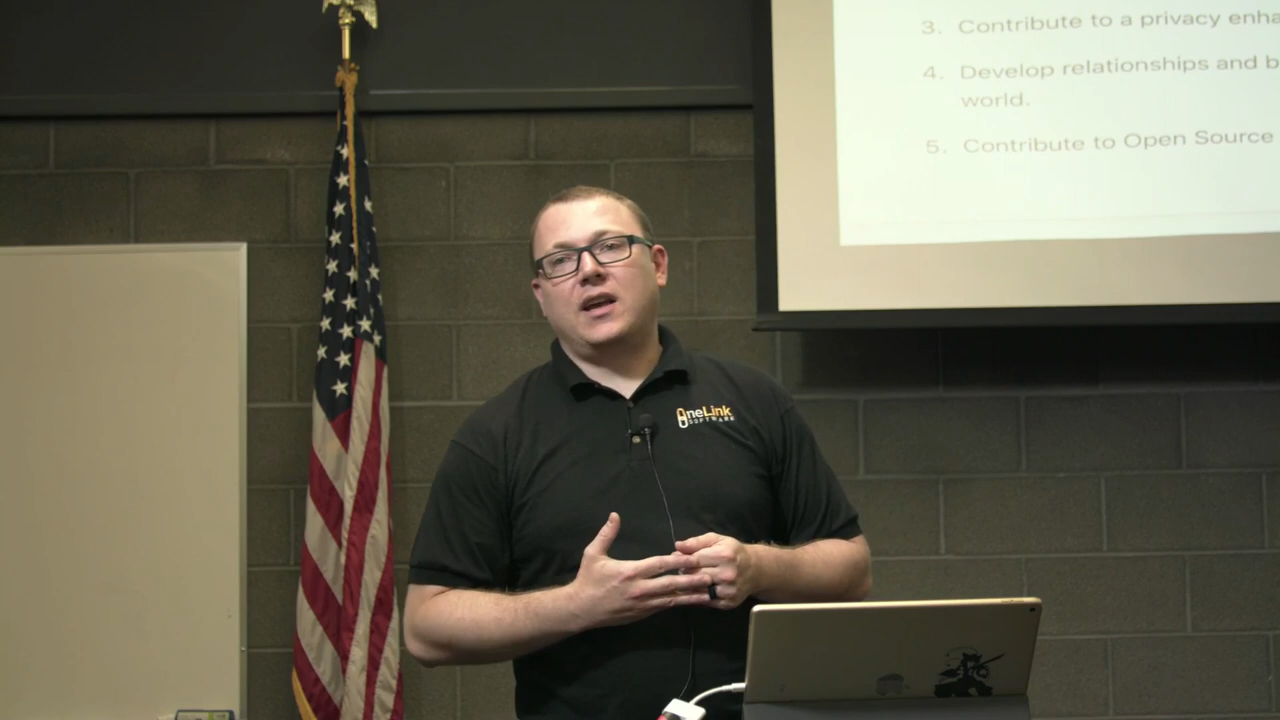 3. Contribute to a privacy enha
4. Develop relationships and b
world.
5. Contribute to Open Source
OneLink
SOFTWARE